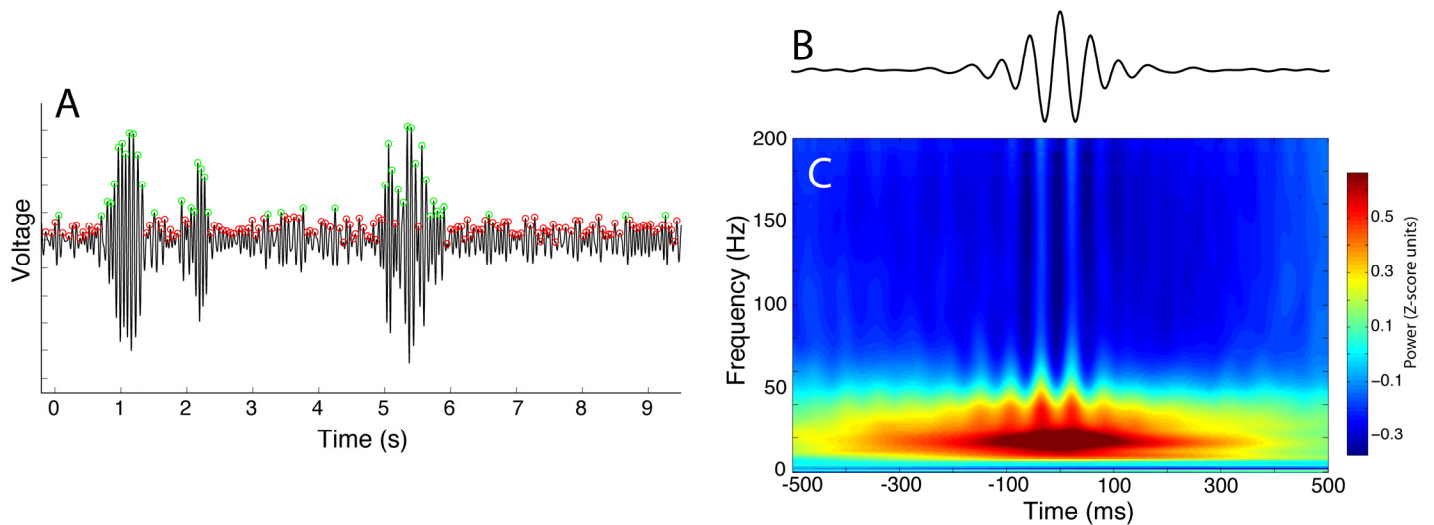 A
Voltage
0 1 2 3 4 5 6 7 8 9
Time (s)
B
C
200
150
100
50
0
Frequency (Hz)
-500 -300 -100 100 300 500
Time (ms)
0.5
0.3
0.1
−0.1
−0.3
Power (Z-score units)